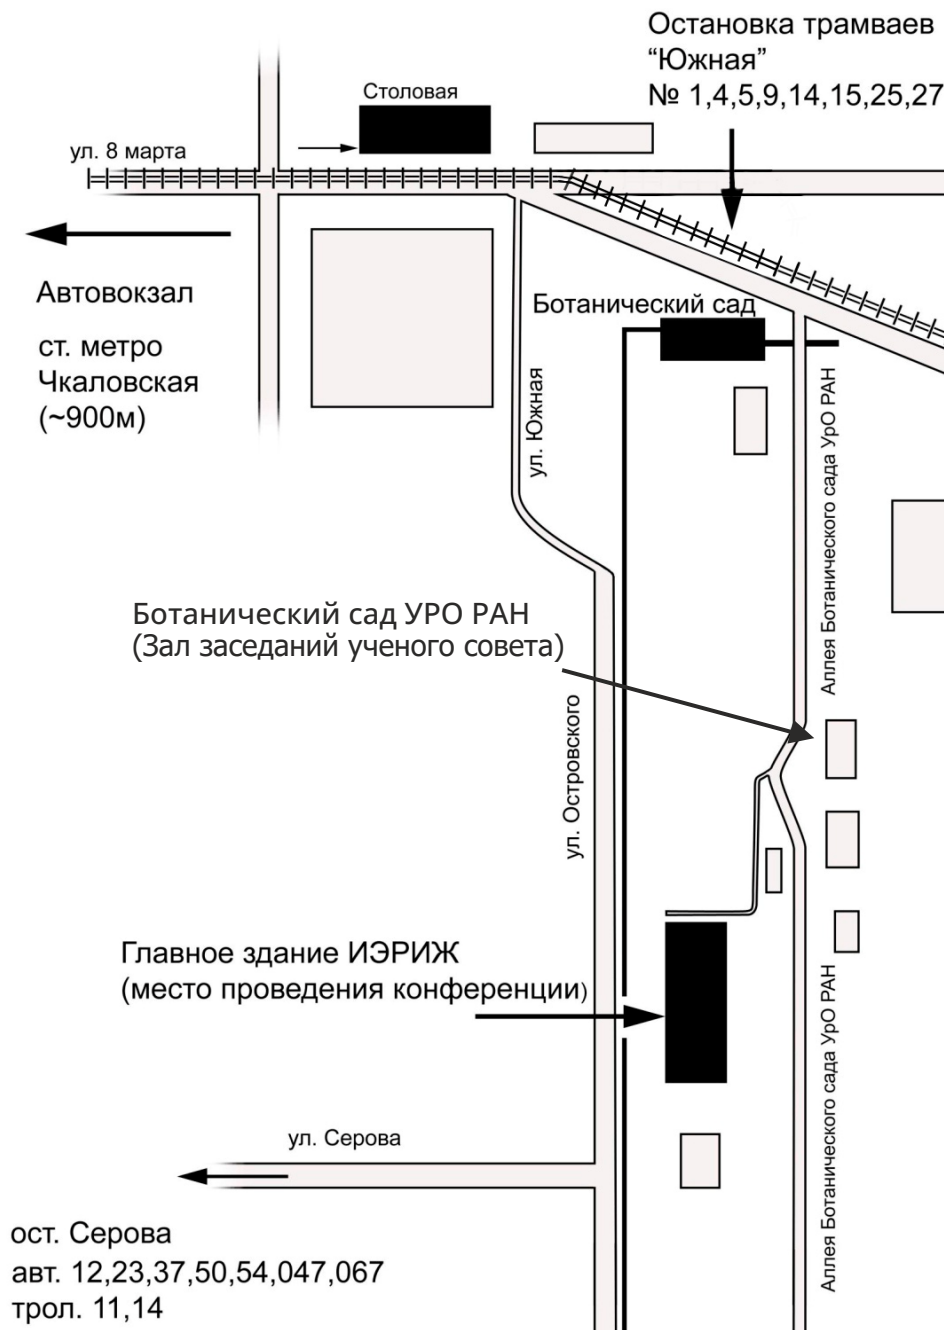 Остановка трамваев
“Южная”
№ 1,4,5,9,14,15,25,27
Столовая
ул. 8 марта
Автовокзал
ст. метро
Чкаловская
(~900м)
Ботанический сад
ул. Южная
Аллея Ботанического сада УрО РАН
Ботанический сад УРО РАН
(Зал заседаний ученого совета)
ул. Островского
Главное здание ИЭРИЖ
(место проведения конференции)
Аллея Ботанического сада УрО РАН
ул. Серова
ост. Серова
авт. 12,23,37,50,54,047,067
трол. 11,14